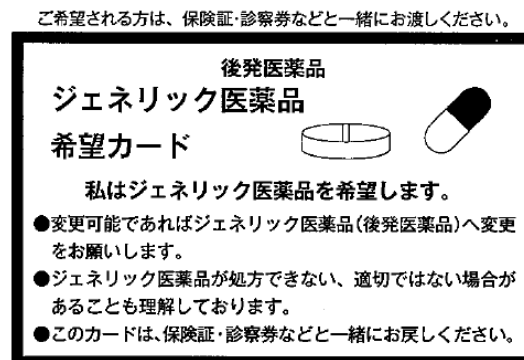 ご希望される方は、保険証・診察券などと一緒にお渡しください。
後発医薬品
ジェネリック医薬品
希望カード
私はジェネリック医薬品を希望します。
●変更可能であればジェネリック医薬品(後発医薬品)へ変更
をお願いします。
●ジェネリック医薬品が処方できない、適切ではない場合が
あることも理解しております。
●このカードは、保険証・診察券などと一緒にお戻しください。